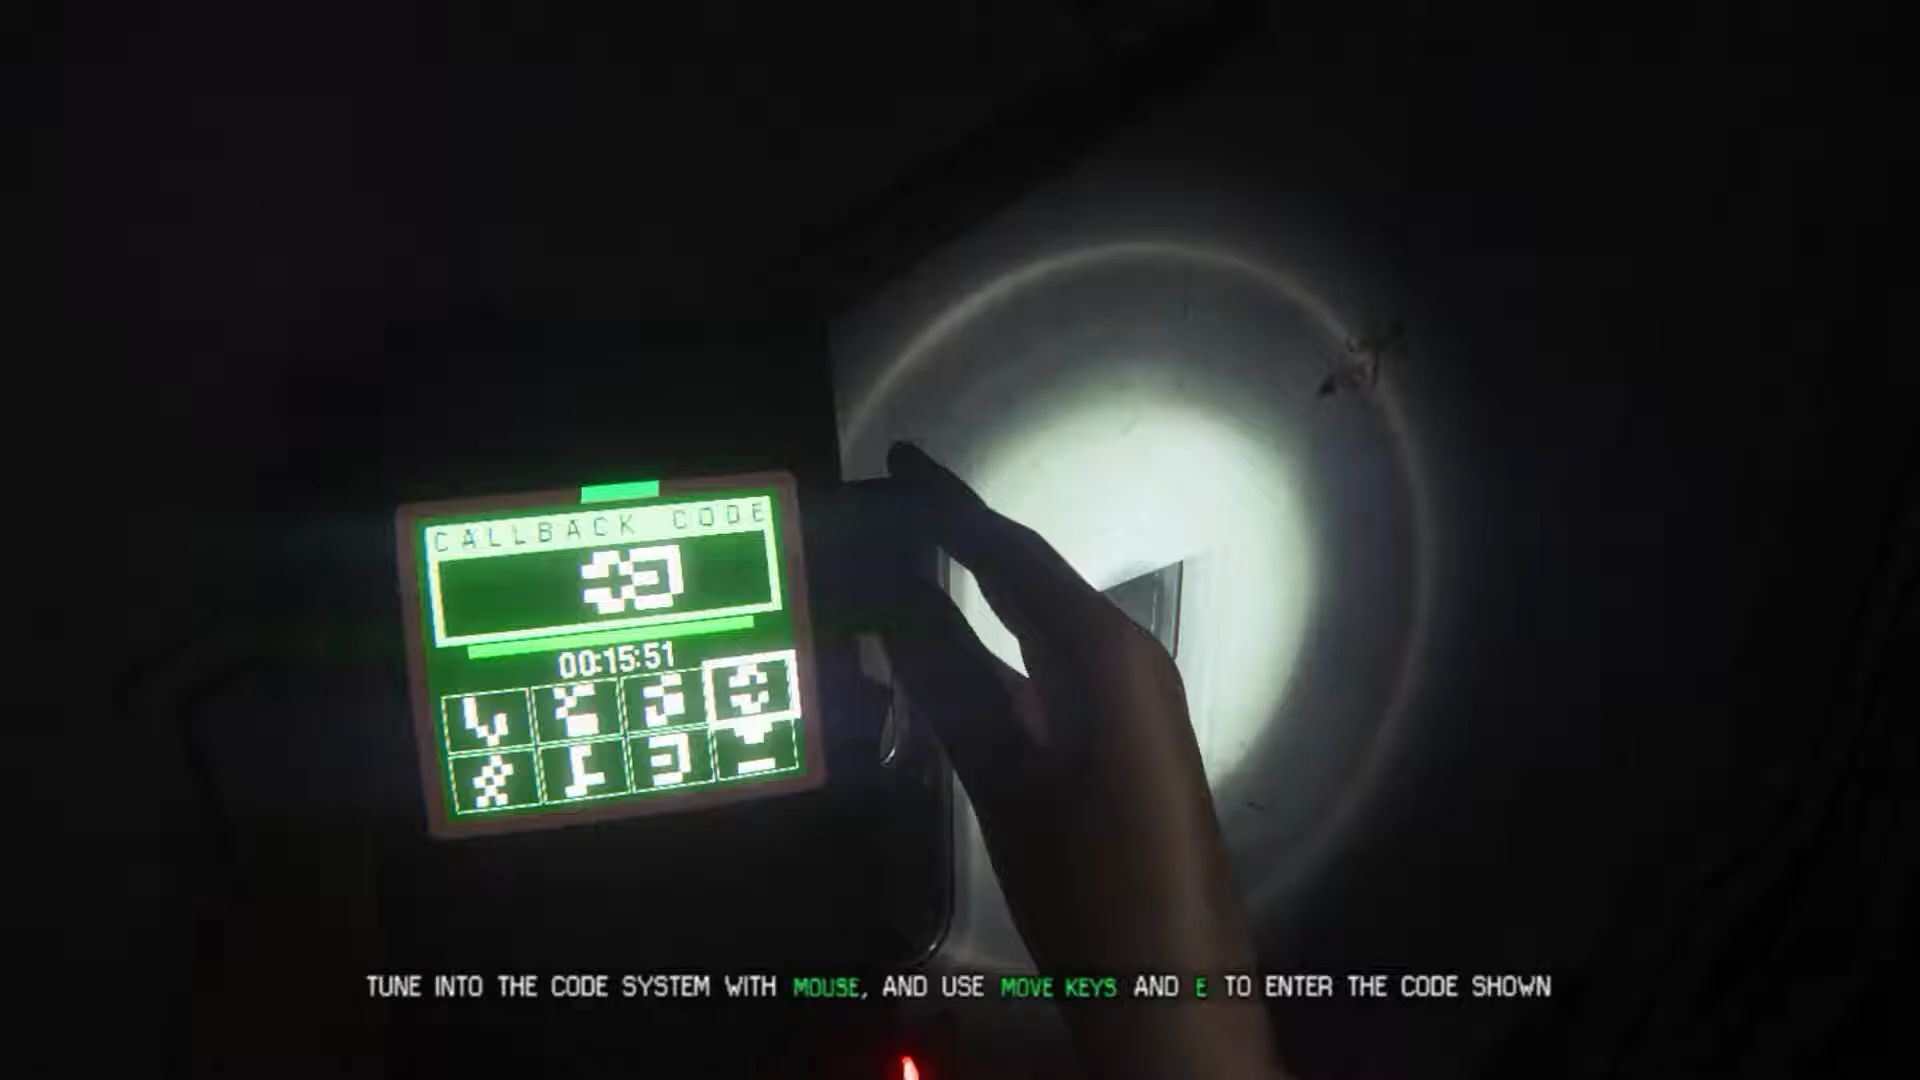 CALLBACK CODE
00:15:51
TUNE INTO THE CODE SYSTEM WITH MOUSE, AND USE MOVE KEYS AND E TO ENTER THE CODE SHOWN